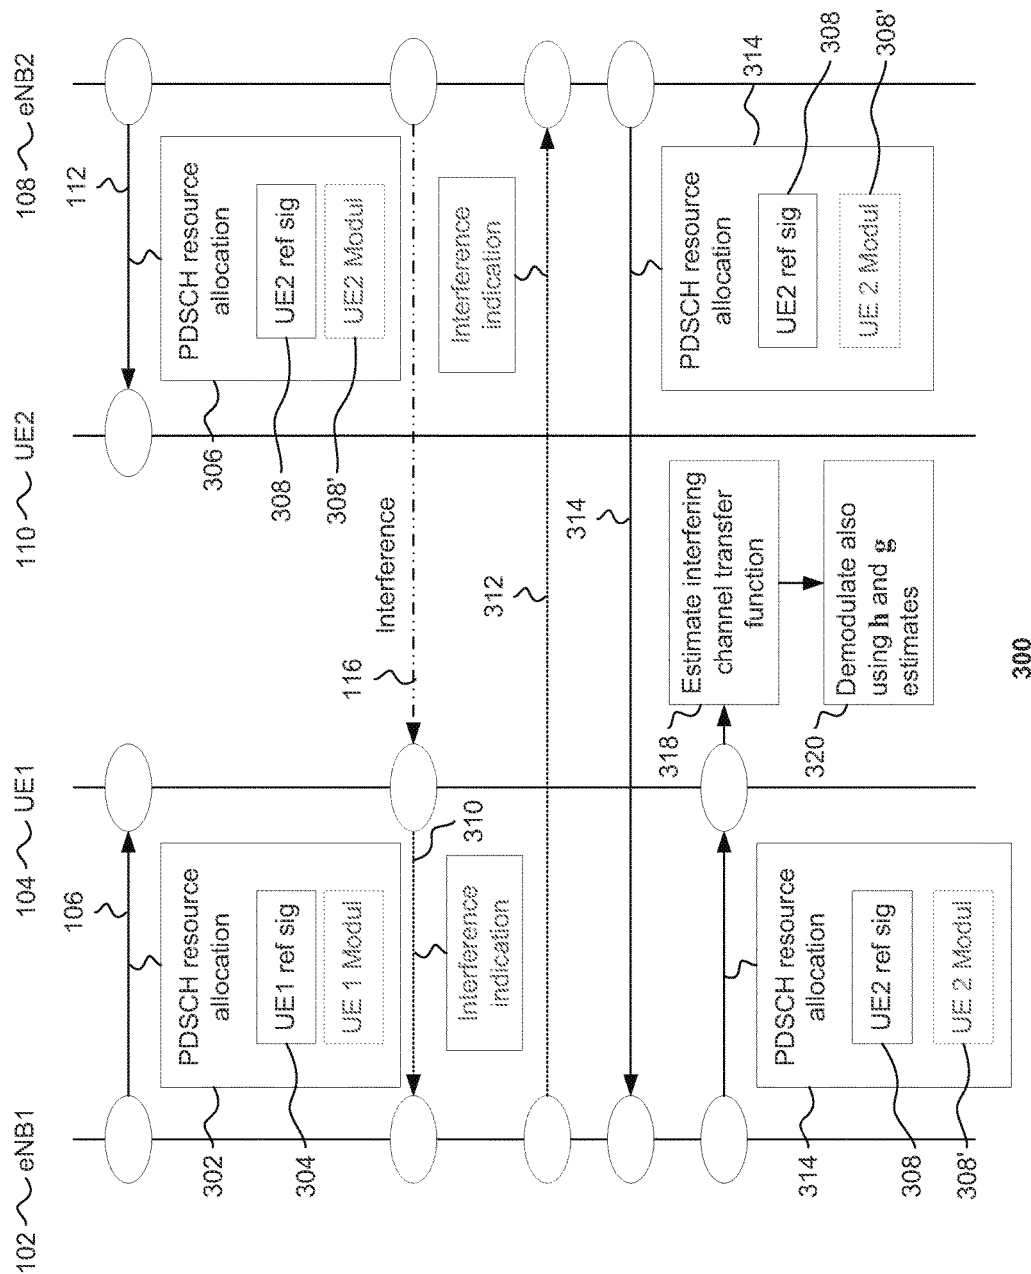 102
eNB1
104
UE1
110
UE2
108
eNB2
106
112
PDSCH resource
allocation
UE1 ref sig
UE 1 Modul
302
304
PDSCH resource
allocation
UE2 ref sig
UE2 Modul
306
308
308'
Interference
116
310
Interference
indication
Interference
indication
312
314
PDSCH resource
allocation
UE2 ref sig
UE 2 Modul
314
308
308'
PDSCH resource
allocation
UE2 ref sig
UE 2 Modul
314
308
308'
318
Estimate interfering
channel transfer
function
320
Demodulate also
using h and g
estimates
300